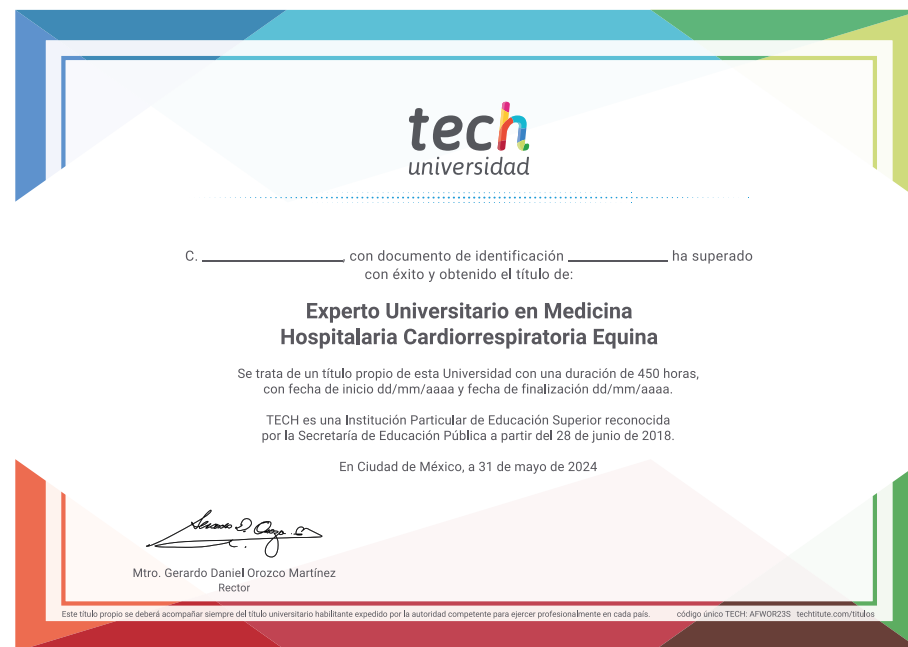 tech
universidad
C. ____________, con documento de identificación ____________ ha superado
con éxito y obtenido el título de:
Experto Universitario en Medicina
Hospitalaria Cardiorrespiratoria Equina
Se trata de un título propio de esta Universidad con una duración de 450 horas,
con fecha de inicio dd/mm/aaaa y fecha de finalización dd/mm/aaaa.
TECH es una Institución Particular de Educación Superior reconocida
por la Secretaría de Educación Pública a partir del 28 de junio de 2018.
En Ciudad de México, a 31 de mayo de 2024
Mtro. Gerardo Daniel Orozco Martínez
Rector
Este título propio se deberá acompañar siempre del título universitario habilitante expedido por la autoridad competente para ejercer profesionalmente en cada país. código único TECH: AFWOR23S techtitute.com/titulos